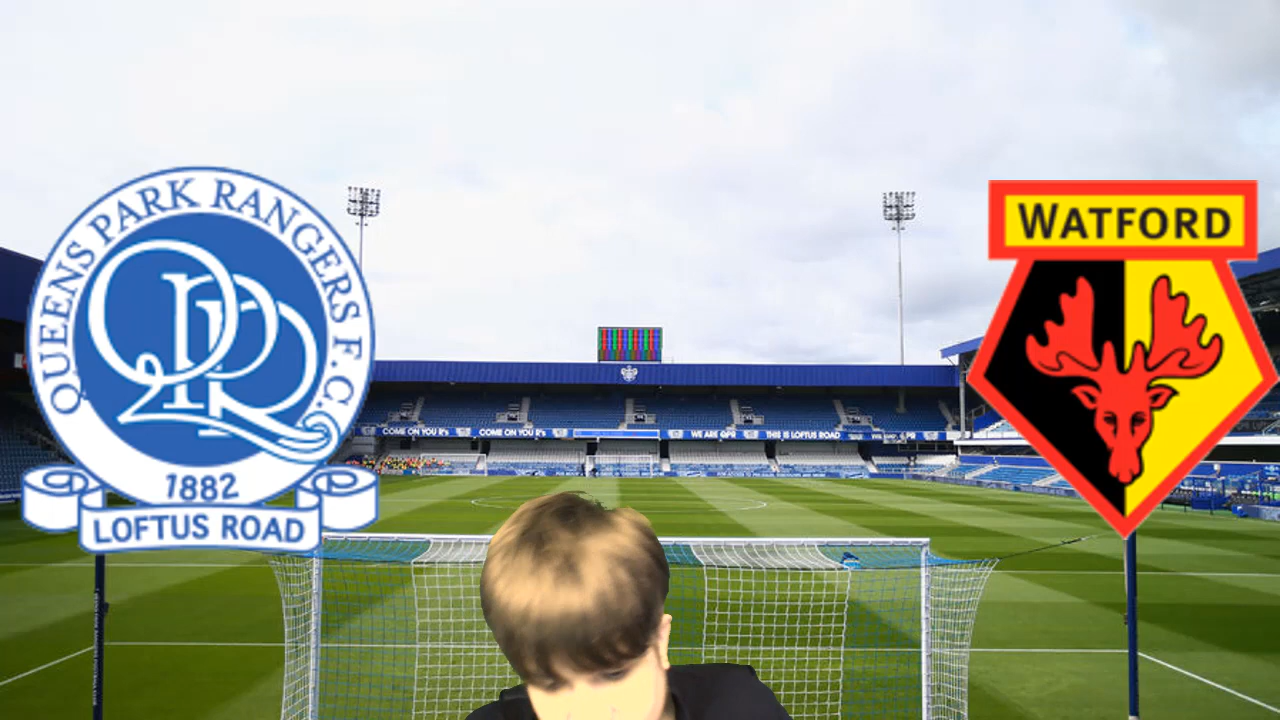 QUEENS PARK RANGERS F.C.
QPR
1882
LOFTUS ROAD
WATFORD
COME ON YOU R's
COME ON YOU R's
WE ARE QPR
THIS IS LOFTUS ROAD